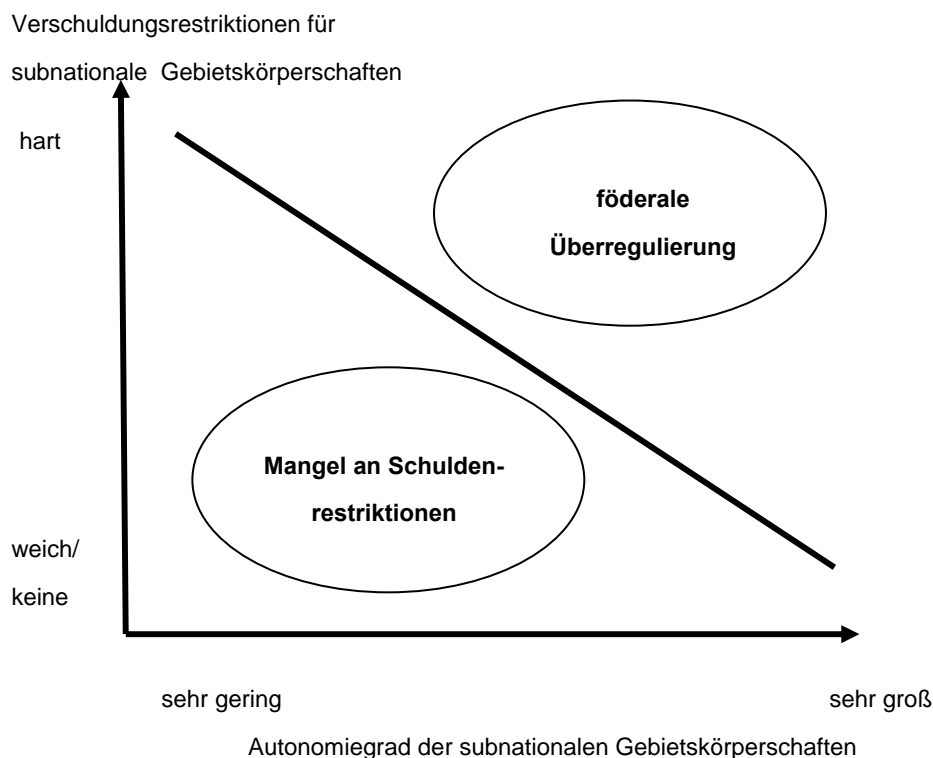 Verschuldungsrestriktionen für
subnationale Gebietskörperschaften
hart
föderale
Überregulierung
Mangel an Schulden-
restriktionen
weich/
keine
sehr gering
sehr groß
Autonomiegrad der subnationalen Gebietskörperschaften